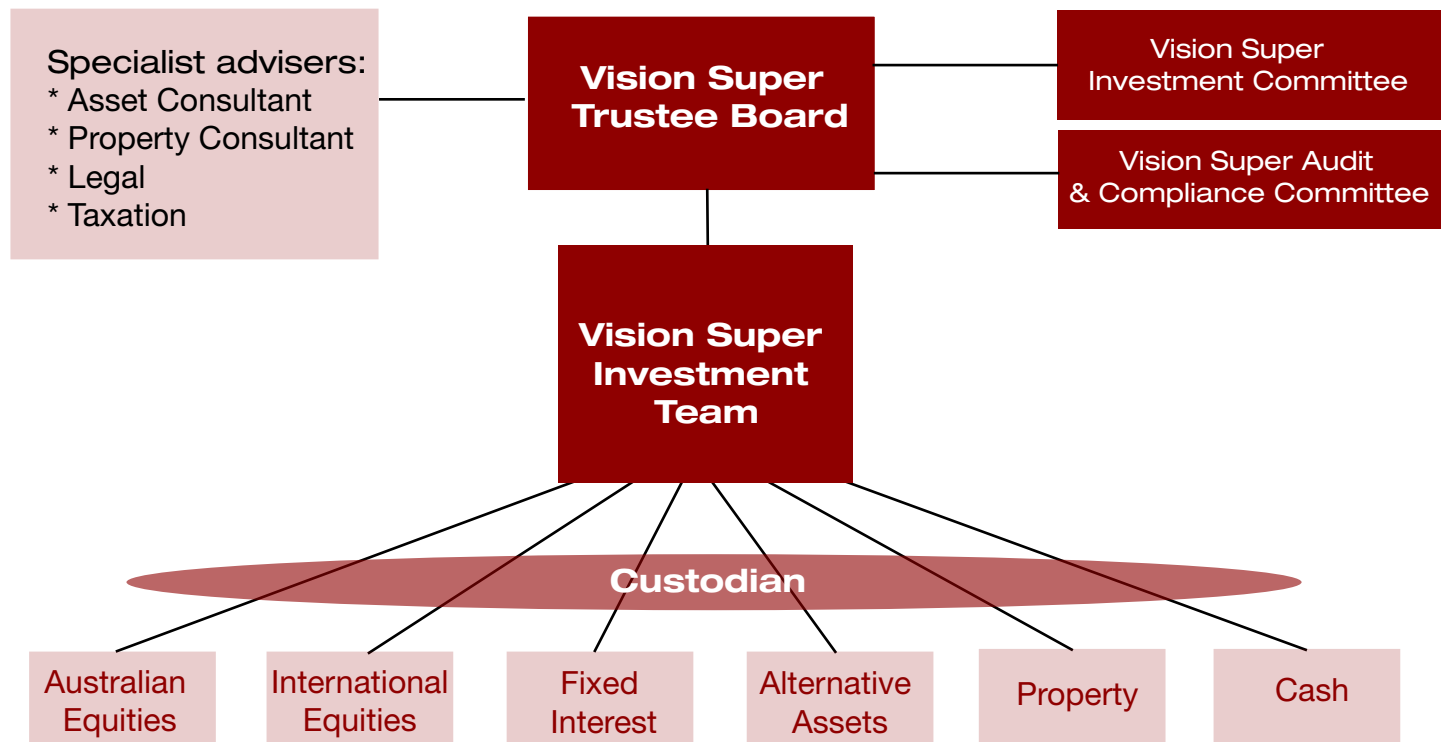 Specialist advisers:
* Asset Consultant
* Property Consultant
* Legal
* Taxation
Vision Super
Trustee Board
Vision Super
Investment Committee
Vision Super Audit
& Compliance Committee
Vision Super
Investment
Team
Custodian
Australian
Equities
International
Equities
Fixed
Interest
Alternative
Assets
Property
Cash